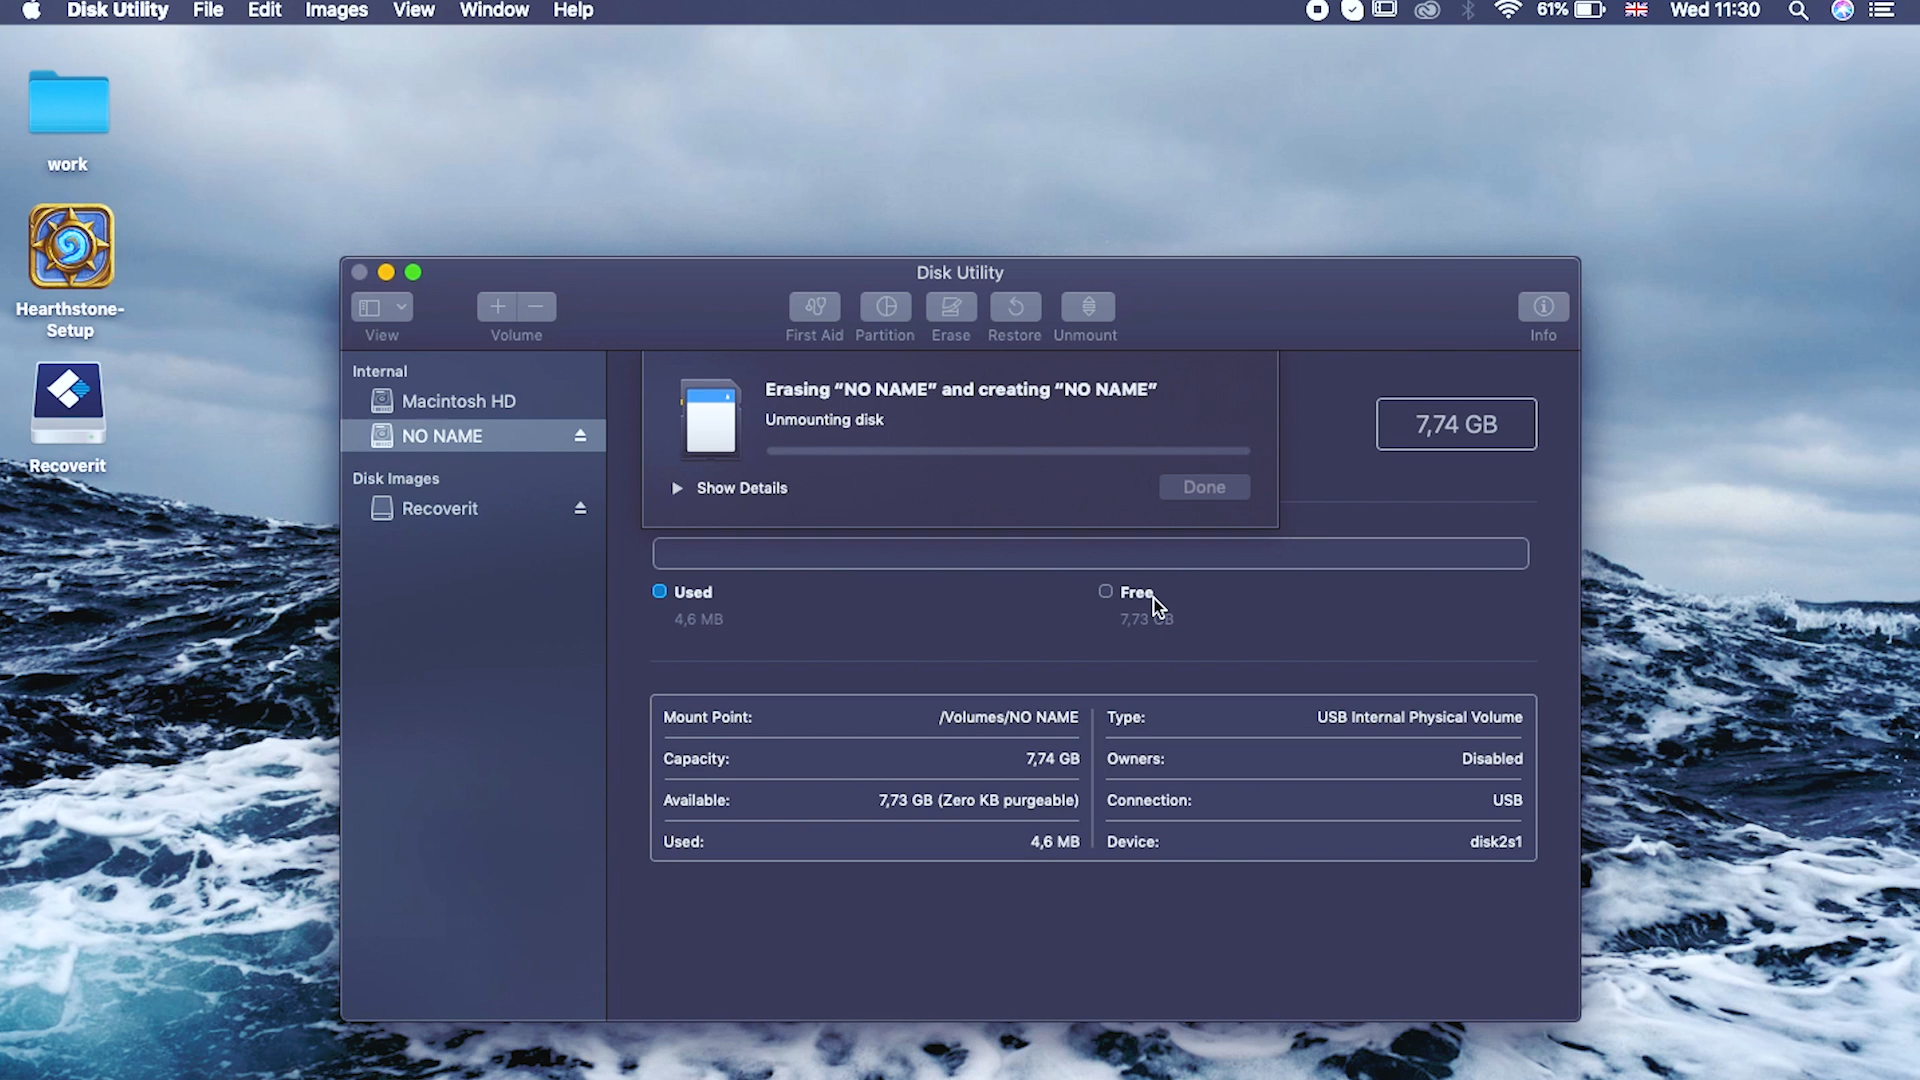 Disk Utility File Edit Images View Window Help 61% Wed 11:30
work
Hearthstone-
Setup
Recoverit
Disk Utility
View Volume First Aid Partition Erase Restore Unmount Info
Internal
Macintosh HD
NO NAME
Disk Images
Recoverit
Erasing “NO NAME” and creating “NO NAME”
Unmounting disk
Show Details Done
7,74 GB
Used Free
4,6 MB 7,73 GB
Mount Point: /Volumes/NO NAME Type: USB Internal Physical Volume
Capacity: 7,74 GB Owners: Disabled
Available: 7,73 GB (Zero KB purgeable) Connection: USB
Used: 4,6 MB Device: disk2s1